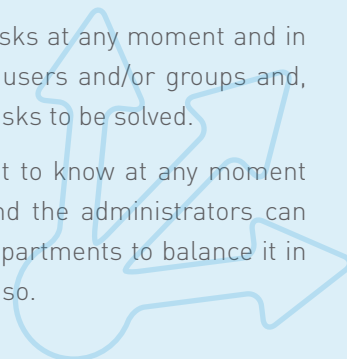 sks at any moment and in
users and/or groups and,
sks to be solved.
t to know at any moment
nd the administrators can
partments to balance it in
so.